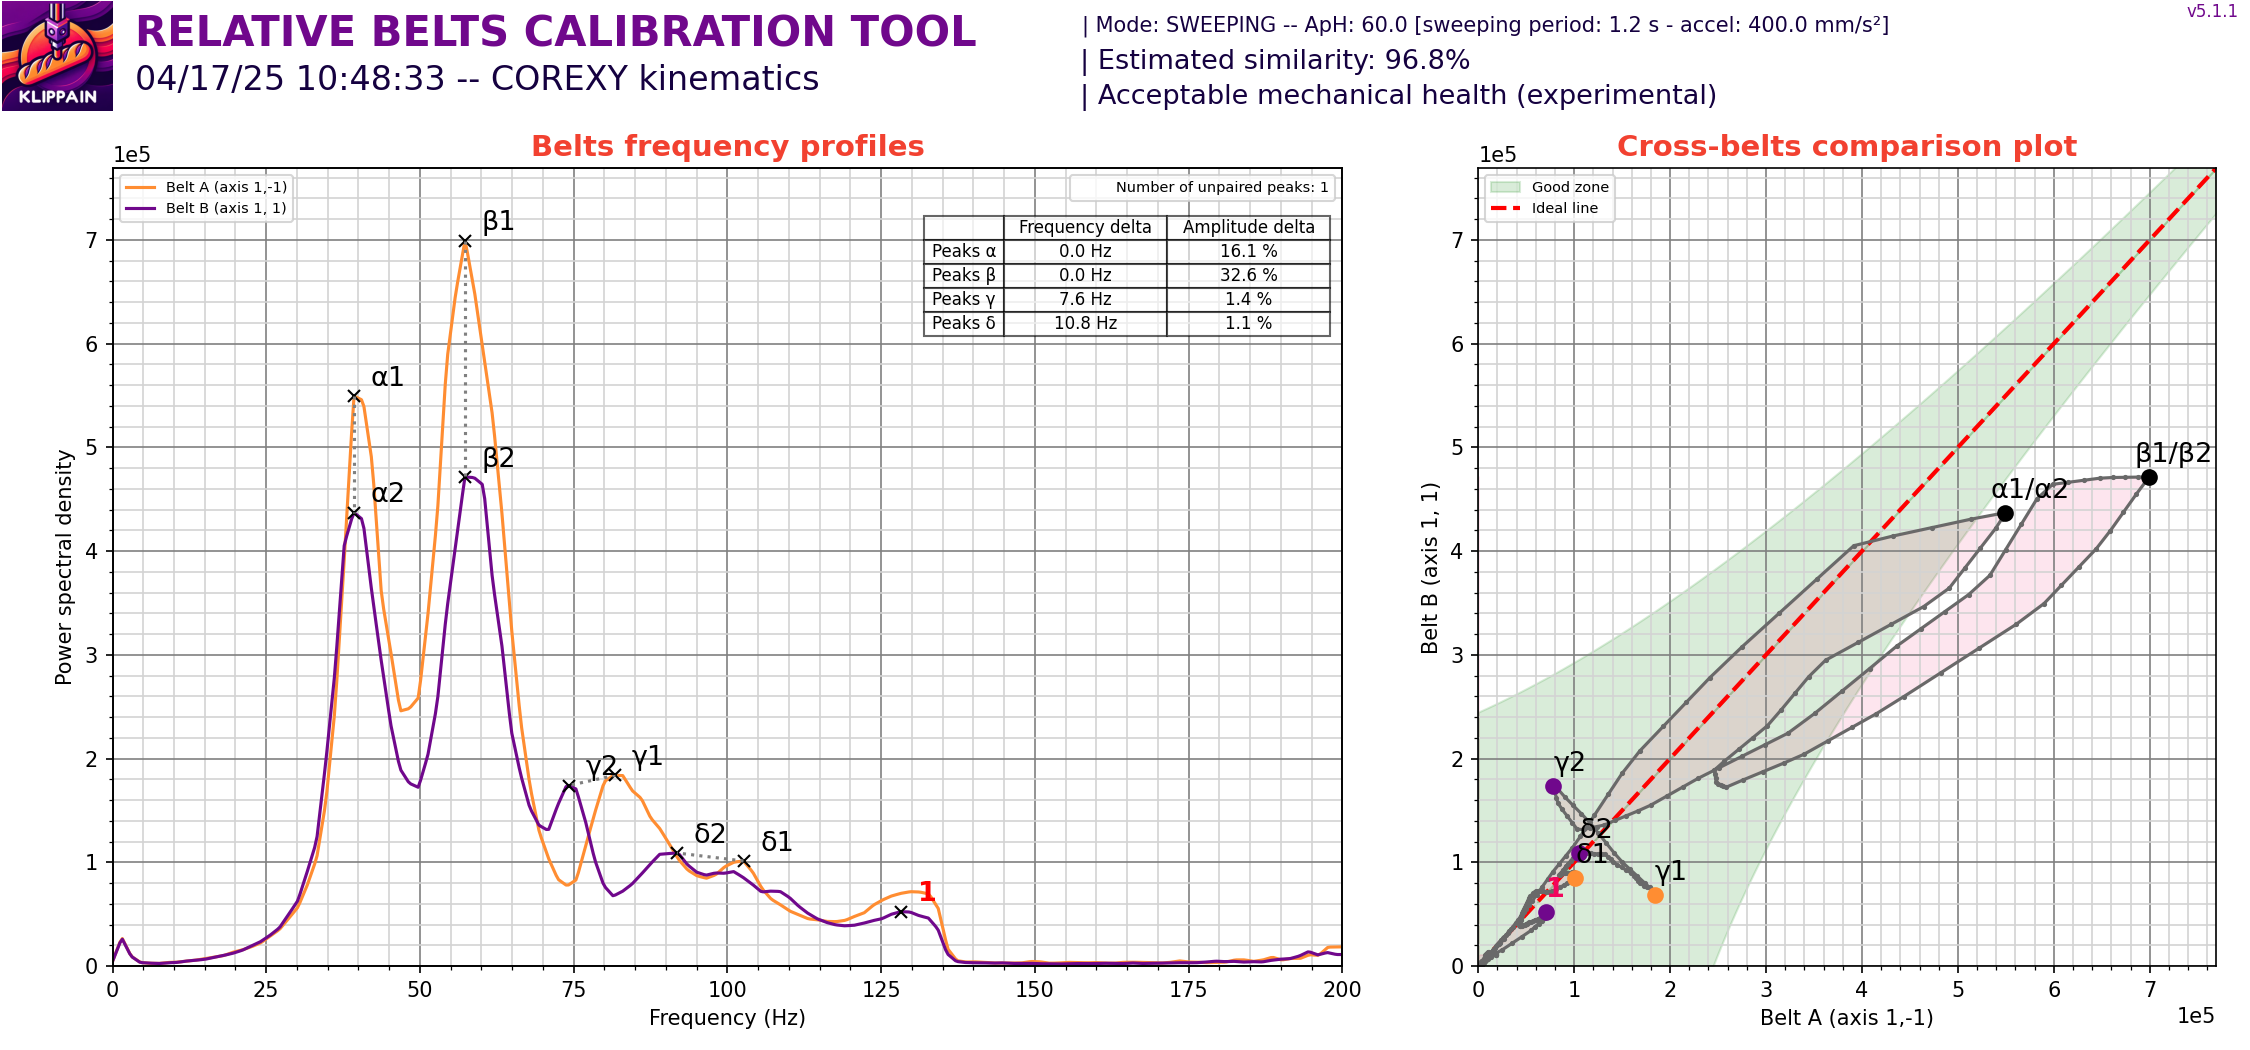 KLIPPAIN
RELATIVE BELTS CALIBRATION TOOL
04/17/25 10:48:33 -- COREXY kinematics
| Mode: SWEEPING -- ApH: 60.0 [sweeping period: 1.2 s - accel: 400.0 mm/s²]
| Estimated similarity: 96.8%
| Acceptable mechanical health (experimental)
v5.1.1
Belts frequency profiles
1e5
Belt A (axis 1,-1)
Belt B (axis 1, 1)
Number of unpaired peaks: 1
Frequency delta Amplitude delta
Peaks α 0.0 Hz 16.1 %
Peaks β 0.0 Hz 32.6 %
Peaks γ 7.6 Hz 1.4 %
Peaks δ 10.8 Hz 1.1 %
β1
α1
β2
α2
γ2 γ1
δ2 δ1
1
7
6
5
4
3
2
1
0
Power spectral density
0 25 50 75 100 125 150 175 200
Frequency (Hz)
Cross-belts comparison plot
1e5
Good zone
Ideal line
β1/β2
α1/α2
γ2
δ2
δ1
γ1
1
7
6
5
4
3
2
1
0
Belt B (axis 1, 1)
0 1 2 3 4 5 6 7
1e5
Belt A (axis 1,-1)